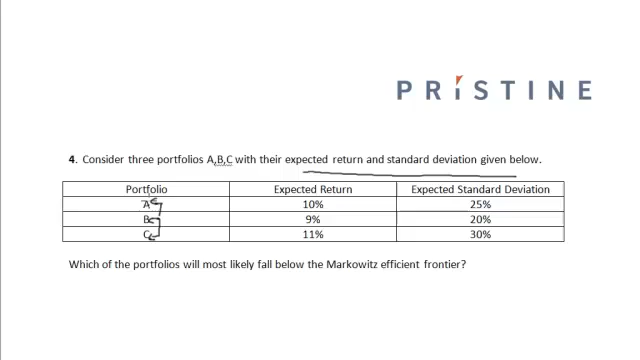 PRISTINE
4. Consider three portfolios A,B,C with their expected return and standard deviation given below.
Portfolio Expected Return Expected Standard Deviation
A 10% 25%
B 9% 20%
C 11% 30%
Which of the portfolios will most likely fall below the Markowitz efficient frontier?